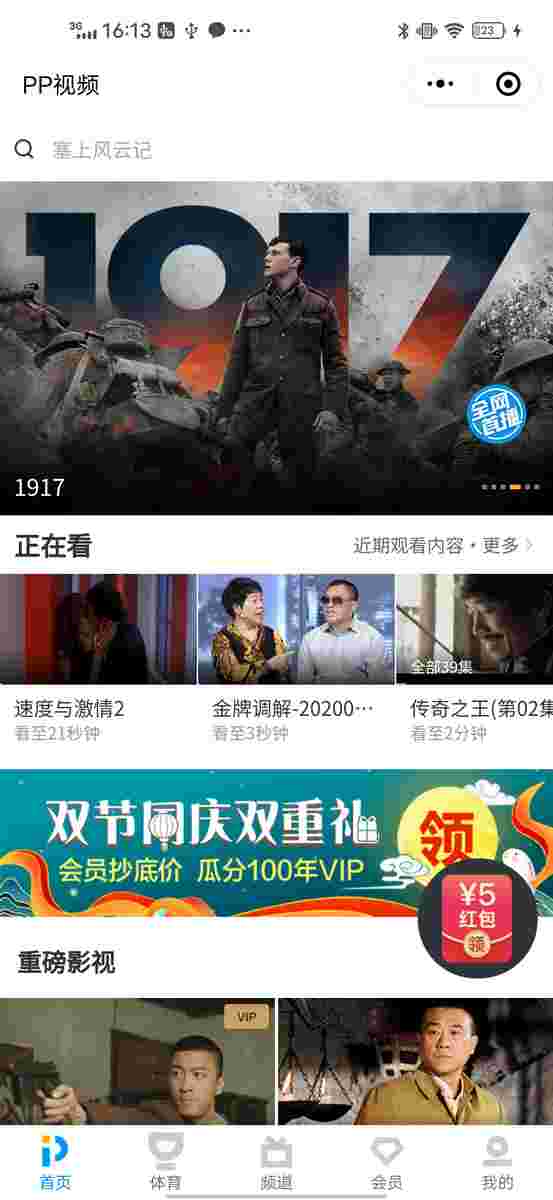 3G 16:13 23
PP视频
塞上风云记
1917
全网
首播
1917
正在看
近期观看内容·更多
全部39集
速度与激情2
金牌调解-20200…
传奇之王(第02集
看至21秒钟
看至3秒钟
看至2分钟
双节同庆双重礼
领
会员抄底价 瓜分100年VIP
¥5
红包
领
重磅影视
VIP
首页
体育
频道
会员
我的